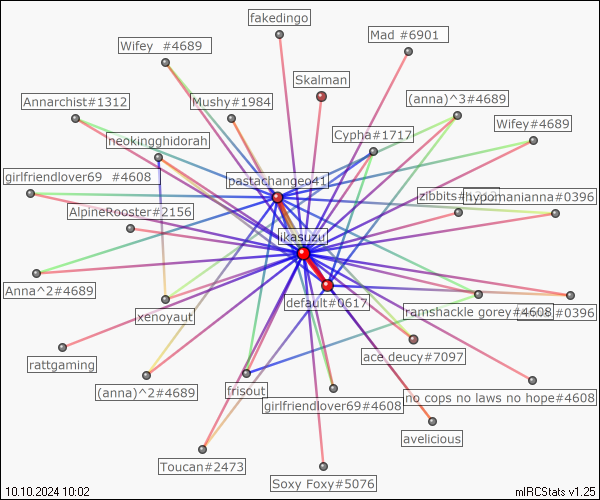 fakedingo
Mad #6901
Wifey  #4689
Skalman
Annarchist#1312
Mushy#1984
(anna)^3#4689
Cypha#1717
Wifey#4689
neokingghidorah
girlfriendlover69  #4608
pastachangeo41
zibbits#
hypomanianna#0396
AlpineRooster#2156
ikasuzu
Anna^2#4689
default#0617
ramshackle gorey#4608
#0396
xenoyaut
ace_deucy#7097
rattgaming
(anna)^2#4689
frisout
girlfriendlover69#4608
no cops no laws no hope#4608
avelicious
Toucan#2473
Soxy Foxy#5076
10.10.2024 10:02
mIRCStats v1.25